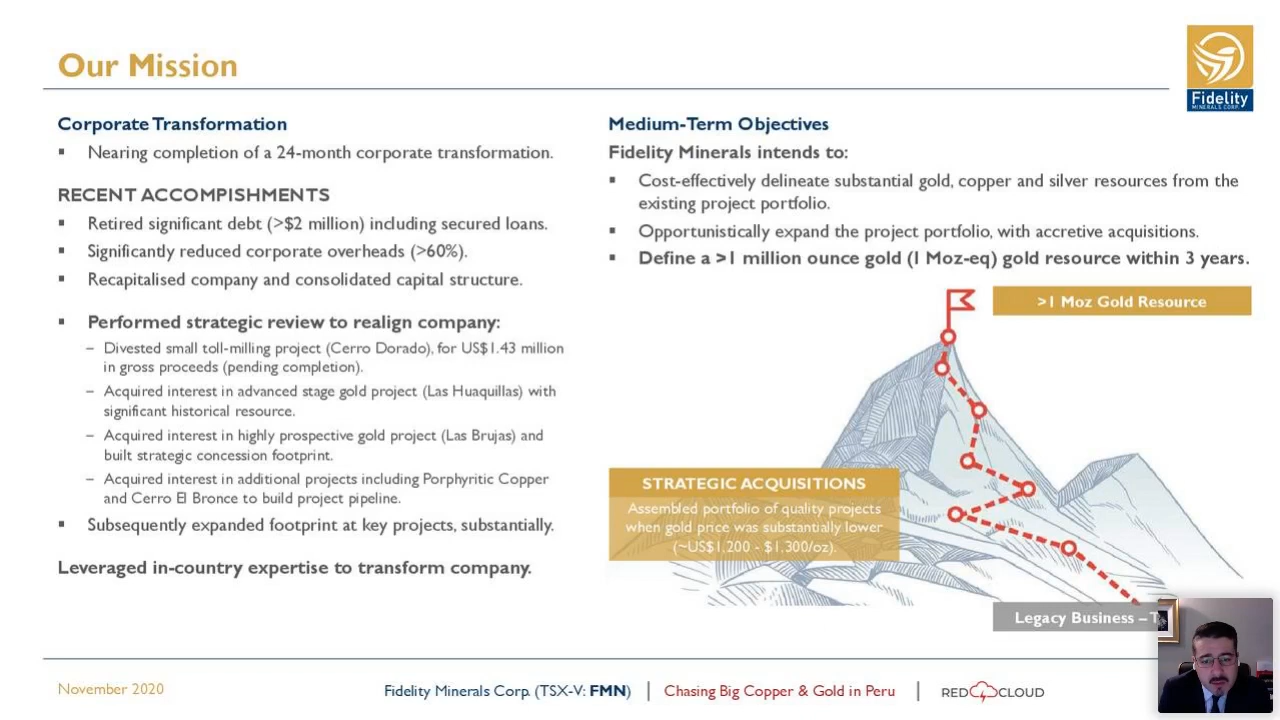 Our Mission
Fidelity
MINERALS CORP.
Corporate Transformation
▪ Nearing completion of a 24-month corporate transformation.
RECENT ACCOMPISHMENTS
▪ Retired significant debt (>$2 million) including secured loans.
▪ Significantly reduced corporate overheads (>60%).
▪ Recapitalised company and consolidated capital structure.
▪ Performed strategic review to realign company:
– Divested small toll-milling project (Cerro Dorado), for US$1.43 million
in gross proceeds (pending completion).
– Acquired interest in advanced stage gold project (Las Huaquillas) with
significant historical resource.
– Acquired interest in highly prospective gold project (Las Brujas) and
built strategic concession footprint.
– Acquired interest in additional projects including Porphyritic Copper
and Cerro El Bronce to build project pipeline.
▪ Subsequently expanded footprint at key projects, substantially.
Leveraged in-country expertise to transform company.
Medium-Term Objectives
Fidelity Minerals intends to:
▪ Cost-effectively delineate substantial gold, copper and silver resources from the
existing project portfolio.
▪ Opportunistically expand the project portfolio, with accretive acquisitions.
▪ Define a >1 million ounce gold (1 Moz-eq) gold resource within 3 years.
>1 Moz Gold Resource
STRATEGIC ACQUISITIONS
Assembled portfolio of quality projects
when gold price was substantially lower
(~US$1,200 - $1,300/oz).
Legacy Business –
November 2020
Fidelity Minerals Corp. (TSX-V: FMN) | Chasing Big Copper & Gold in Peru | RED CLOUD